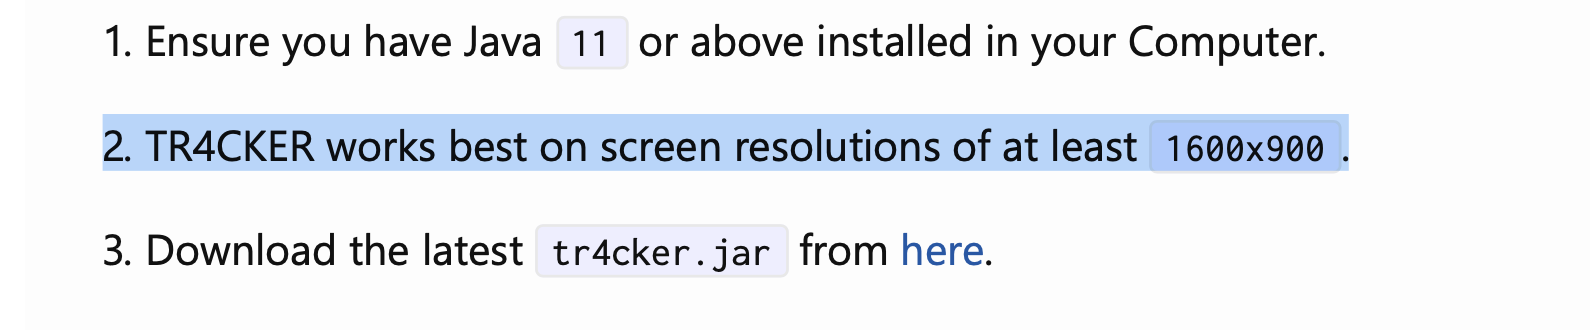 1. Ensure you have Java 11 or above installed in your Computer.
2. TR4CKER works best on screen resolutions of at least 1600x900.
3. Download the latest tr4cker.jar from here.